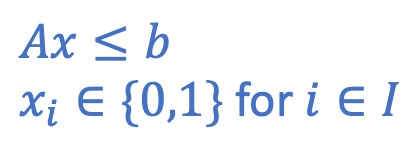 Ax ≤ b
xᵢ ∈ {0,1} for i ∈ I